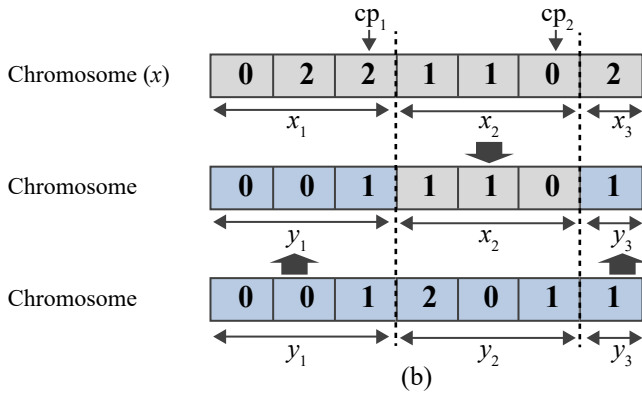 cp1 cp2
Chromosome (x) 0 2 2 1 1 0 2
x1 x2 x3
Chromosome 0 0 1 1 1 0 1
y1 x2 y3
Chromosome 0 0 1 2 0 1 1
y1 y2 y3
(b)